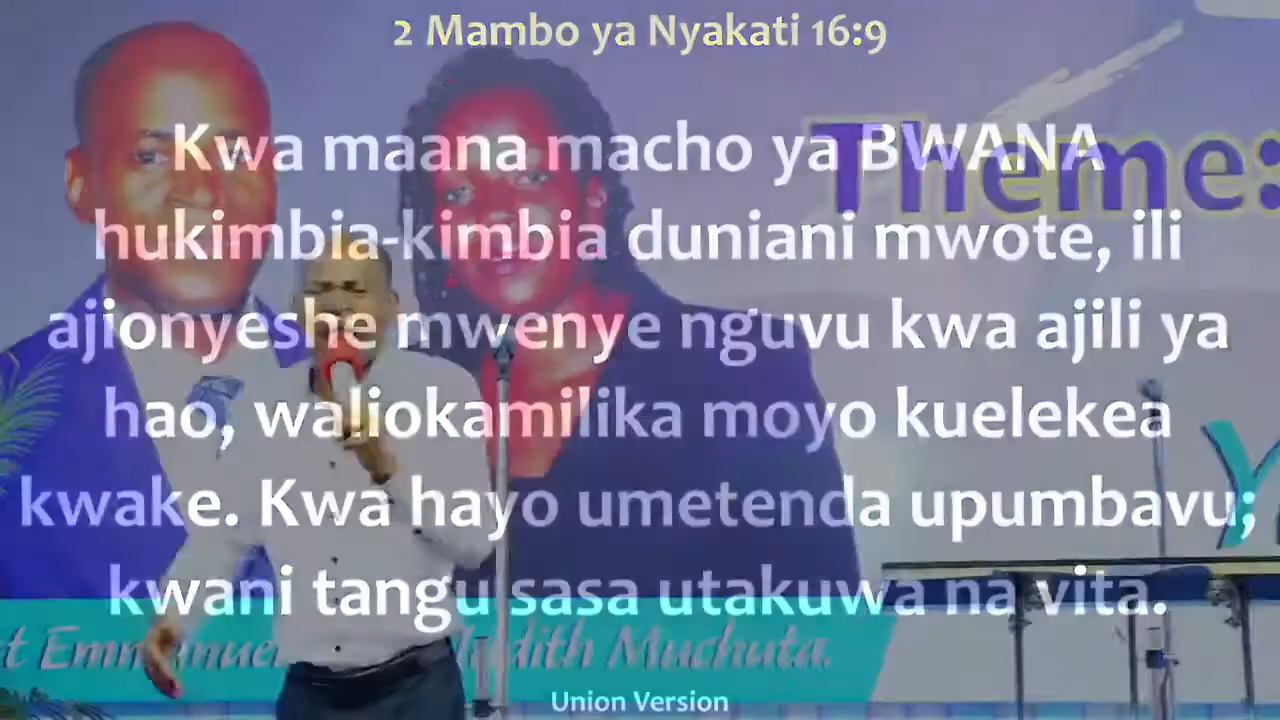 2 Mambo ya Nyakati 16:9
Kwa maana macho ya BWANA
Theme:
hukimbia-kimbia duniani mwote, ili
ajionyeshe mwenye nguvu kwa ajili ya
hao, waliokamilika moyo kuelekea
kwake. Kwa hayo umetenda upumbavu;
kwani tangu sasa utakuwa na vita.
Muchuta.
Union Version